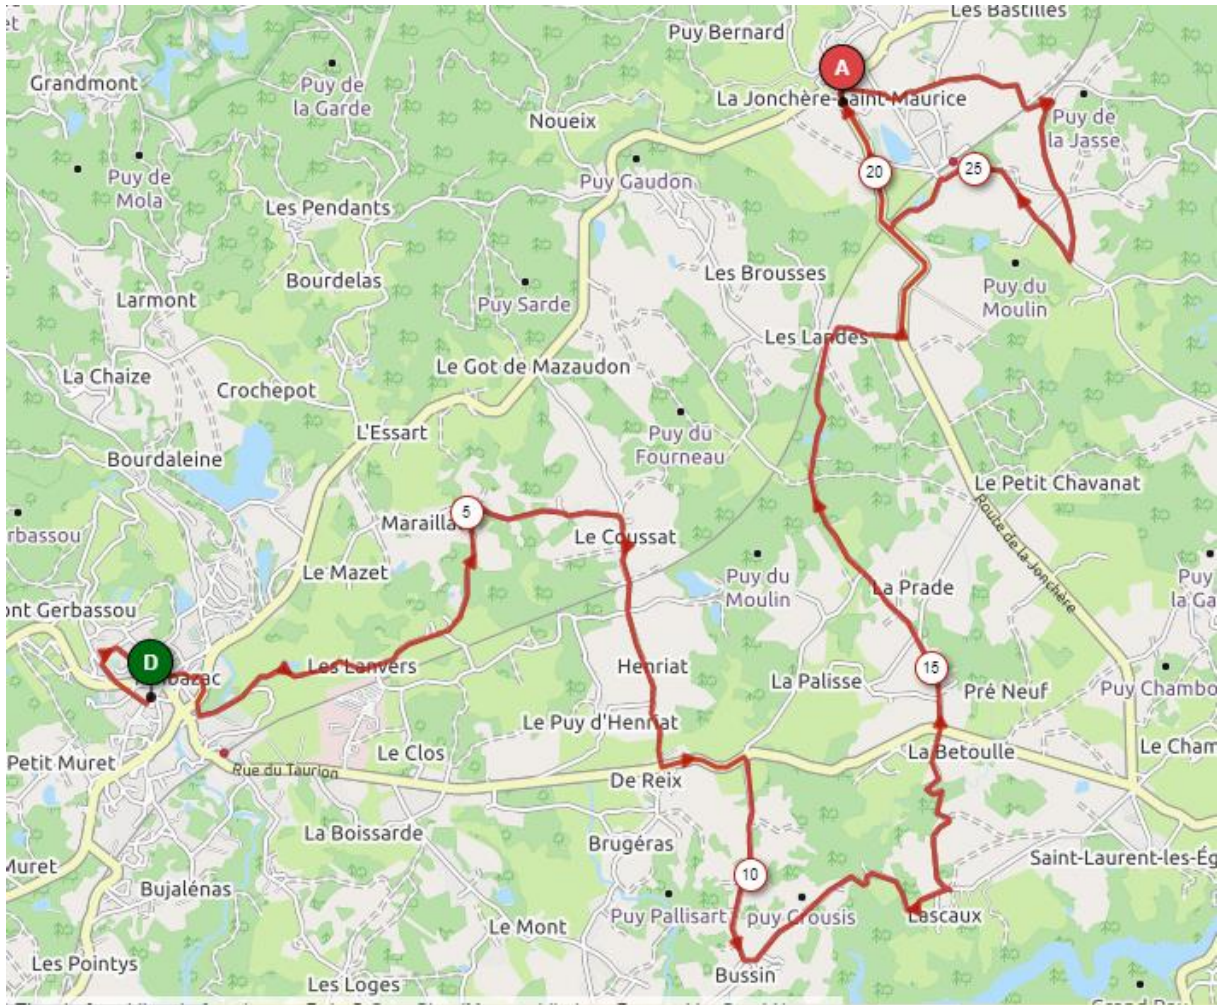 Les Bastilles
et
Puy Bernard
Grandmont
Puy de
la Garde
A
La Jonchère-Saint-Maurice
Noueix
Puy de
la Jasse
Puy de
Mola
Puy Gaudon
20
25
Les Pendants
Bourdelas
Les Brousses
Larmont
Puy Sarde
Puy du
Moulin
Les Landes
Le Got de Mazaudon
La Chaize
Crochepot
L'Essart
Puy du
Fourneau
Bourdaleine
Le Petit Chavanat
Route de la Jonchère
5
Marailla
rbassou
Le Coussat
Le Mazet
Puy du
Moulin
La Prade
Puy
la Ga
ont Gerbassou
D
bazac
Les Lanvers
Henriat
15
La Palisse
Pré Neuf
Puy Chambo
Le Puy d'Henriat
Petit Muret
Le Clos
La Betoulle
Le Cham
Rue du Taurion
De Reix
La Boissarde
Brugéras
Muret
Saint-Laurent-les-Ég
Bujalénas
10
Puy Pallisart
puy Crousis
Lascaux
Le Mont
Les Pointys
Bussin
Les Loges